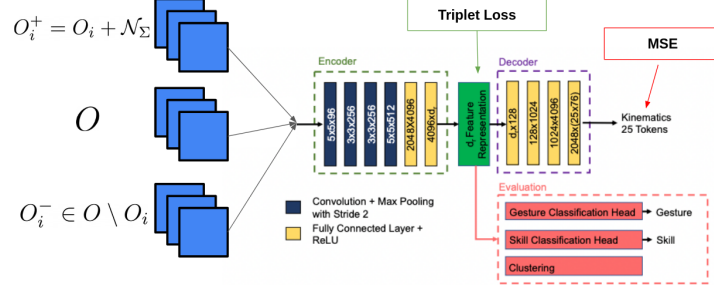 Triplet Loss
MSE
O_i^+ = O_i + \mathcal{N}_Σ
O
O_i^- ∈ O \ O_i
Encoder
5x5x96
3x3x256
3x3x256
5x5x512
2048X4096
4096xd,
d, Feature
Representation
Decoder
d,x128
128x1024
1024x4096
2048x(25x76)
Kinematics
25 Tokens
Convolution + Max Pooling
with Stride 2
Fully Connected Layer +
ReLU
Evaluation
Gesture Classification Head
Gesture
Skill Classification Head
Skill
Clustering